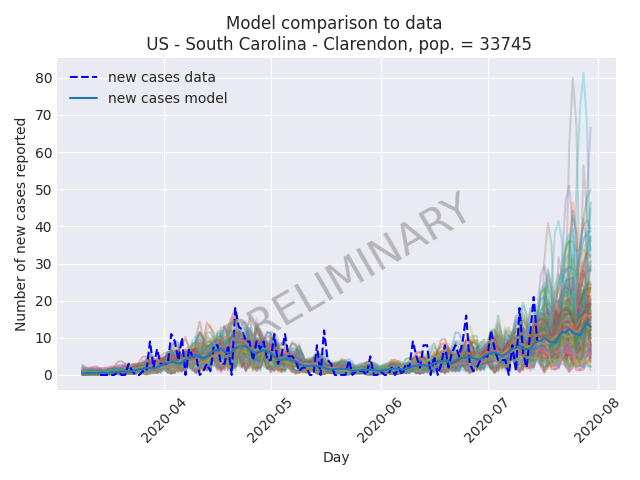 Model comparison to data
US - South Carolina - Clarendon, pop. = 33745
new cases data
new cases model
PRELIMINARY
Number of new cases reported
80
70
60
50
40
30
20
10
0
2020-04
2020-05
2020-06
2020-07
2020-08
Day